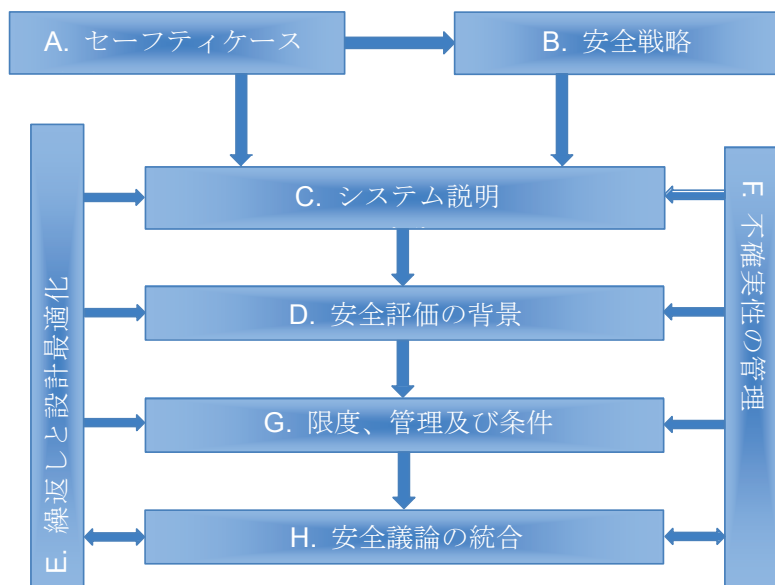 A. セーフティケース
B. 安全戦略
C. システム説明
D. 安全評価の背景
E. 繰返しと設計最適化
F. 不確実性の管理
G. 限度、管理及び条件
H. 安全議論の統合